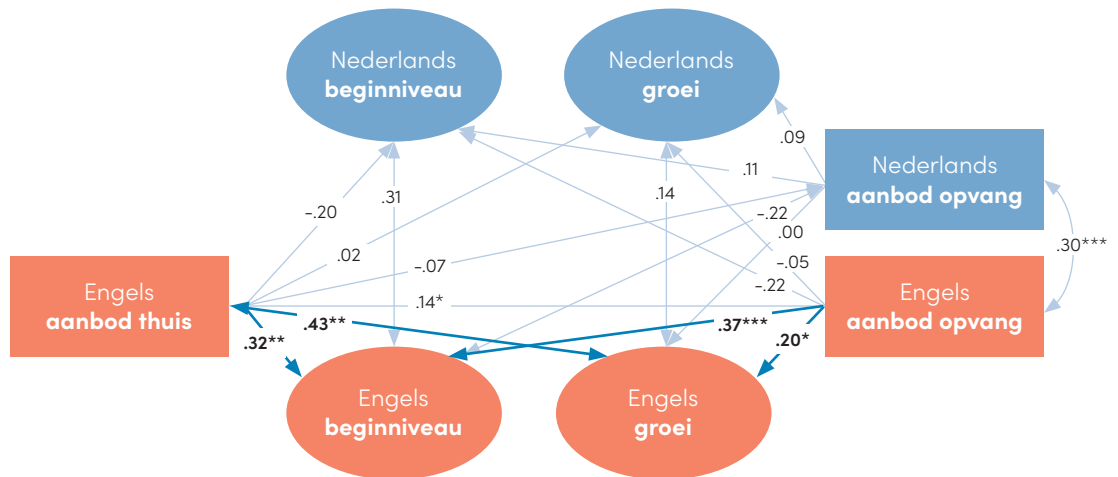 Nederlands
beginniveau
Nederlands
groei
.09
Nederlands
aanbod opvang
.11
.31
.14
-.20
-.22
.00
.02
-.07
-.05
.30***
-.22
Engels
aanbod thuis
.14*
Engels
aanbod opvang
.43**
.37***
.32**
.20*
Engels
beginniveau
Engels
groei